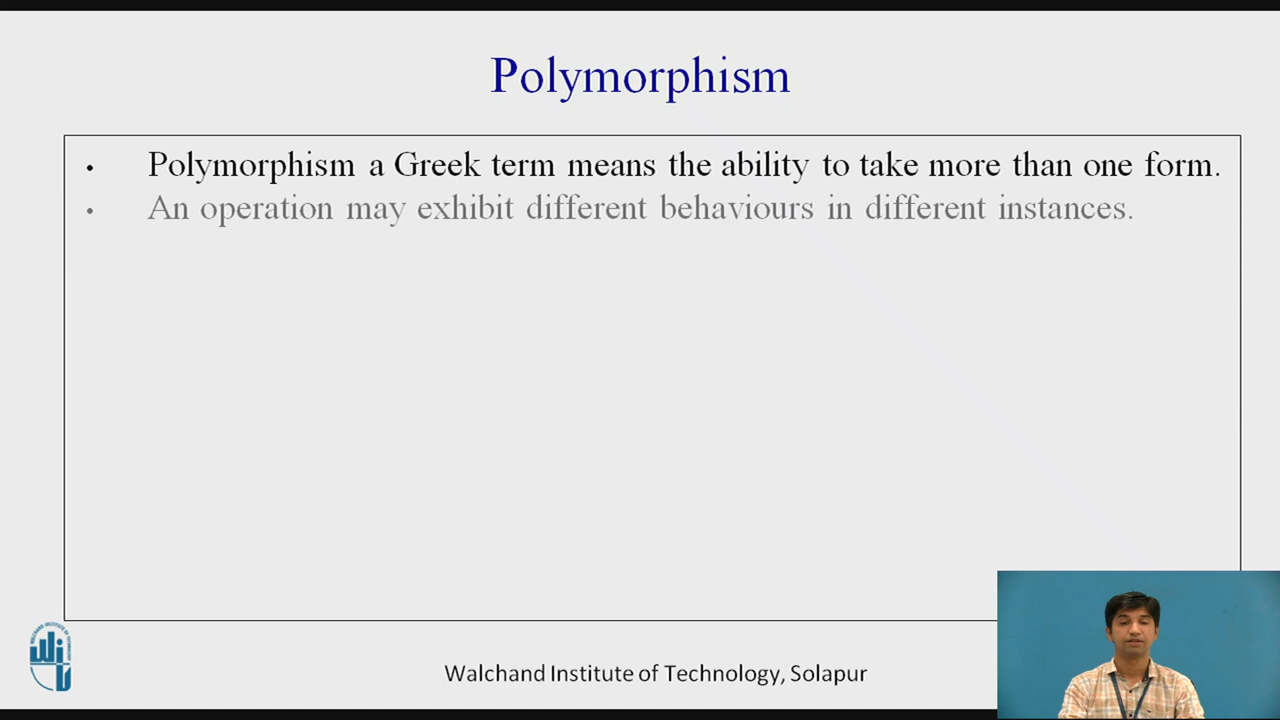 Polymorphism
• Polymorphism a Greek term means the ability to take more than one form.
• An operation may exhibit different behaviours in different instances.
Walchand Institute of Technology, Solapur